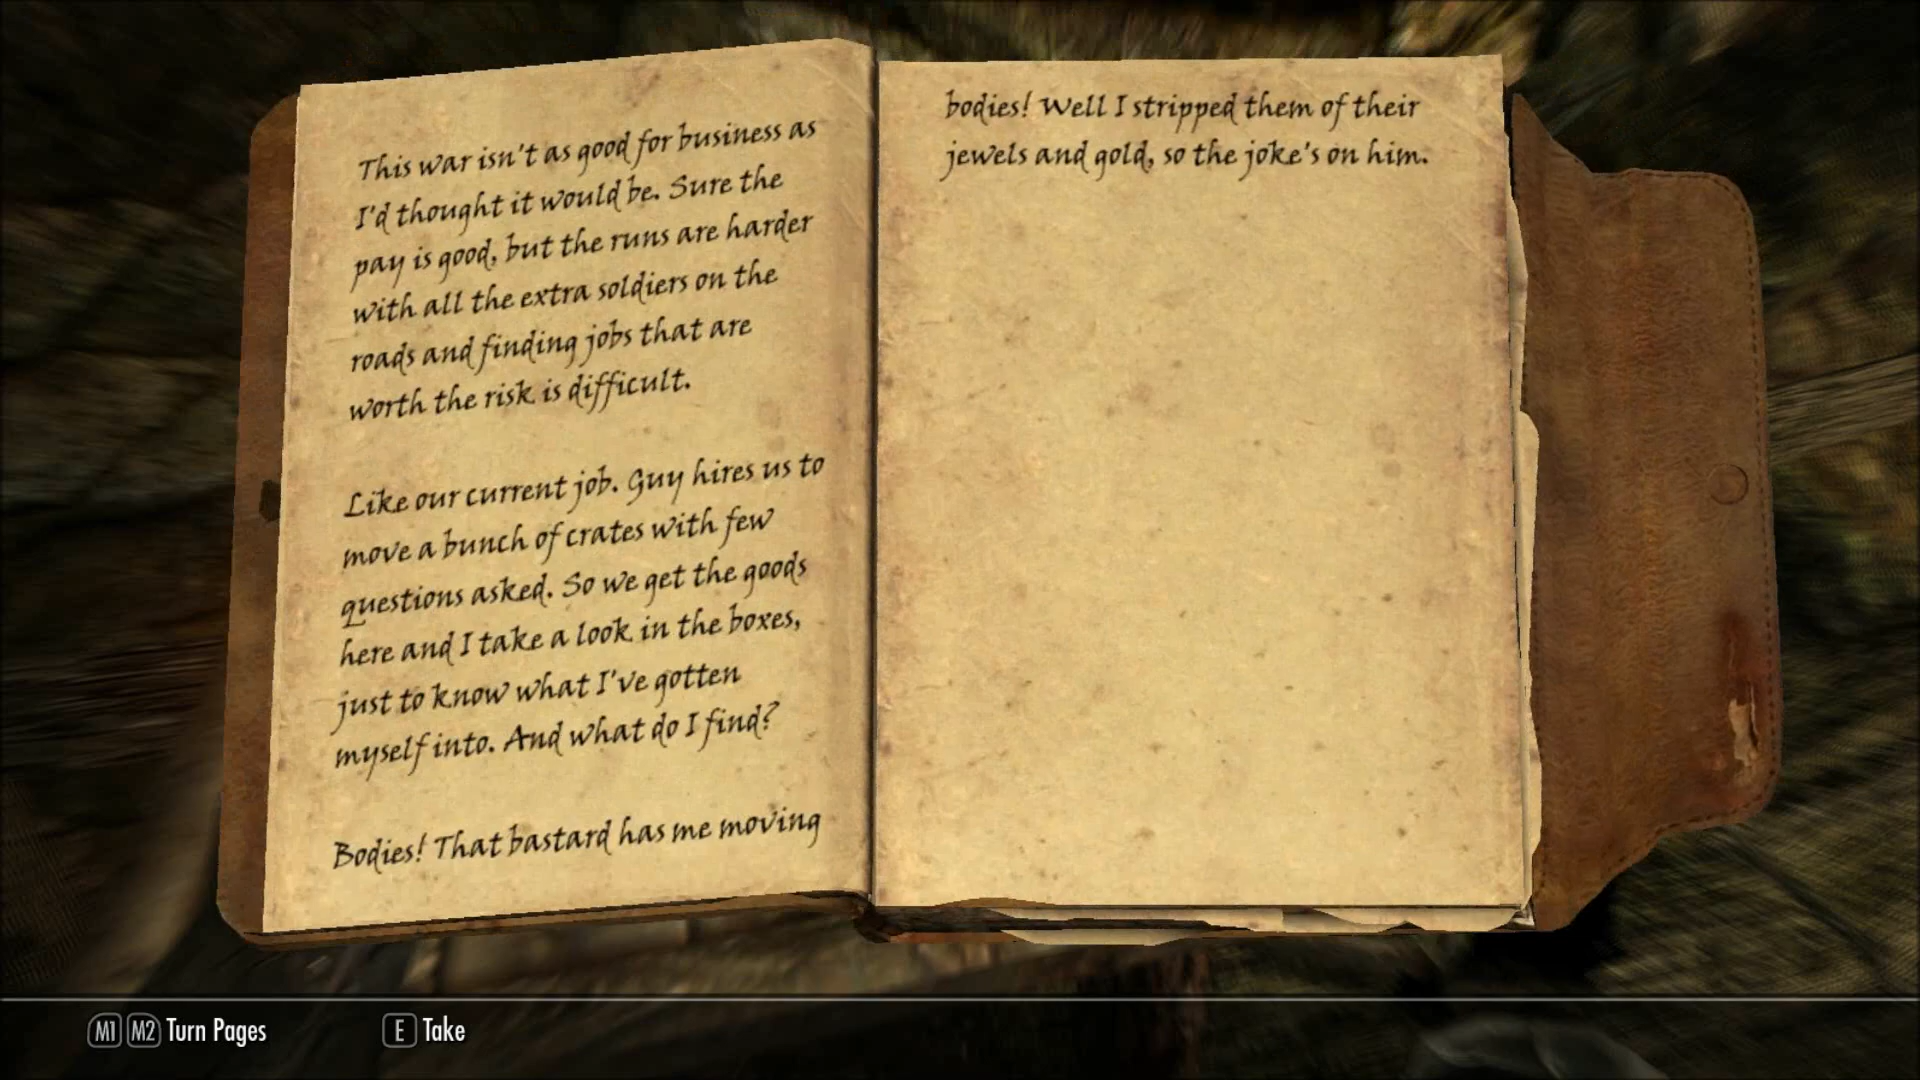 This war isn't as good for business as
I'd thought it would be. Sure the
pay is good, but the runs are harder
with all the extra soldiers on the
roads and finding jobs that are
worth the risk is difficult.
Like our current job. Guy hires us to
move a bunch of crates with few
questions asked. So we get the goods
here and I take a look in the boxes,
just to know what I've gotten
myself into. And what do I find?
Bodies! That bastard has me moving
bodies! Well I stripped them of their
jewels and gold, so the joke's on him.
M1 M2 Turn Pages
E Take